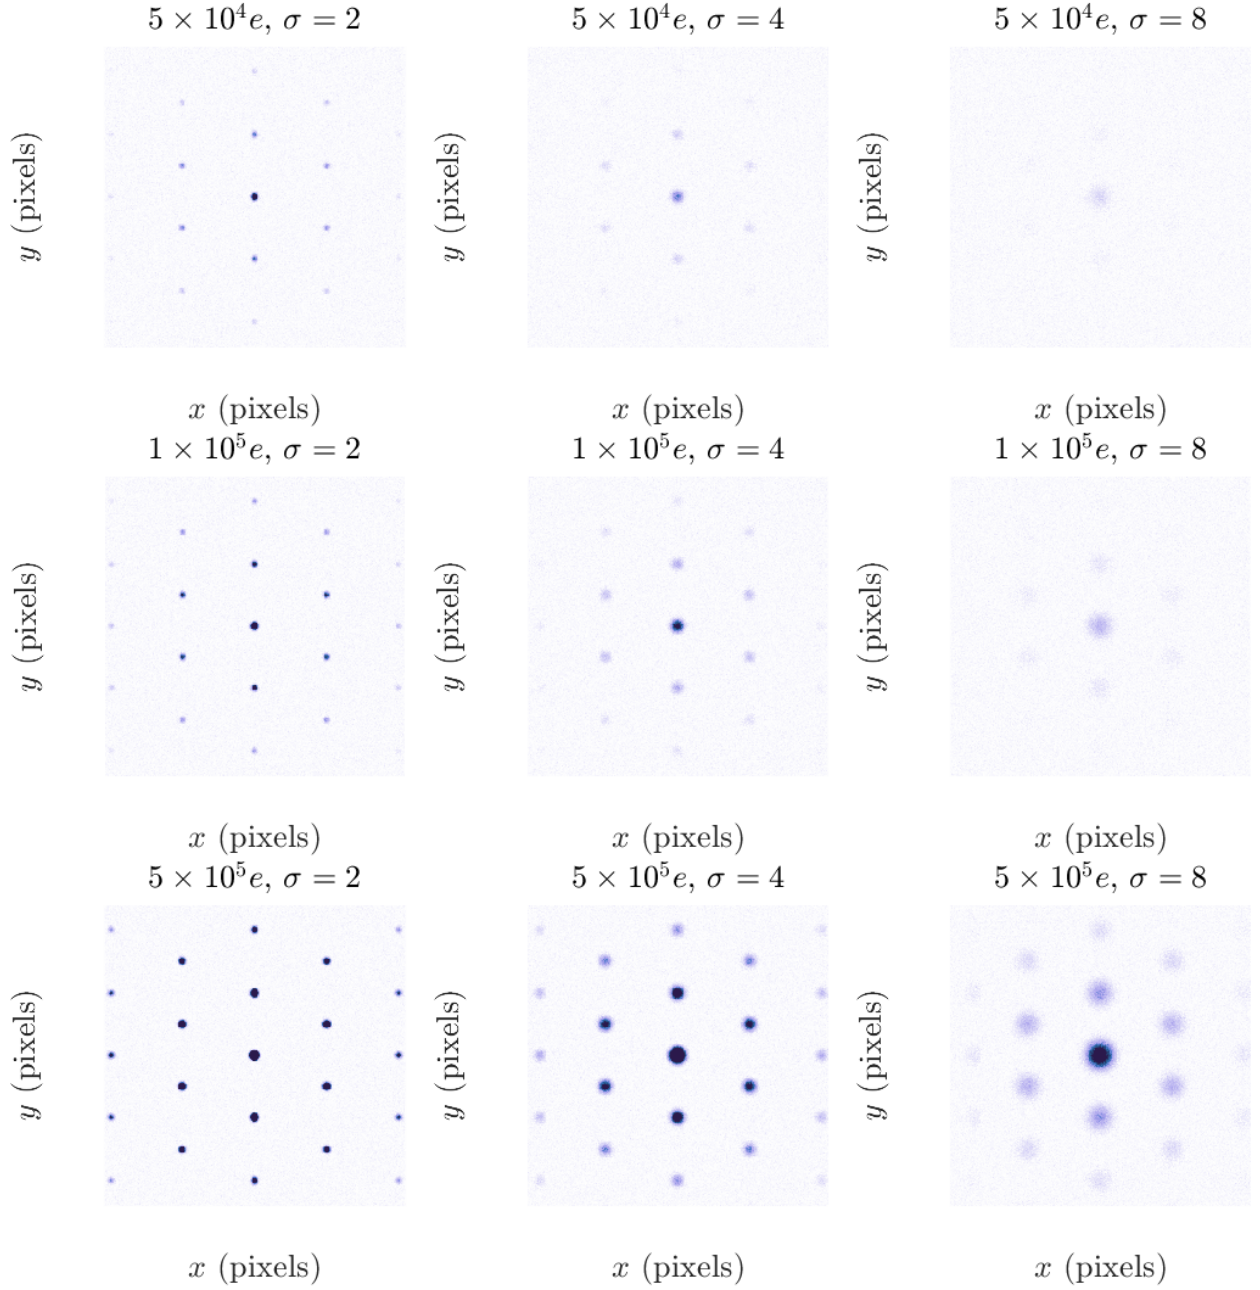 5 × 10⁴e, σ = 2
5 × 10⁴e, σ = 4
5 × 10⁴e, σ = 8
y (pixels)
y (pixels)
y (pixels)
x (pixels)
x (pixels)
x (pixels)
1 × 10⁵e, σ = 2
1 × 10⁵e, σ = 4
1 × 10⁵e, σ = 8
y (pixels)
y (pixels)
y (pixels)
x (pixels)
x (pixels)
x (pixels)
5 × 10⁵e, σ = 2
5 × 10⁵e, σ = 4
5 × 10⁵e, σ = 8
y (pixels)
y (pixels)
y (pixels)
x (pixels)
x (pixels)
x (pixels)